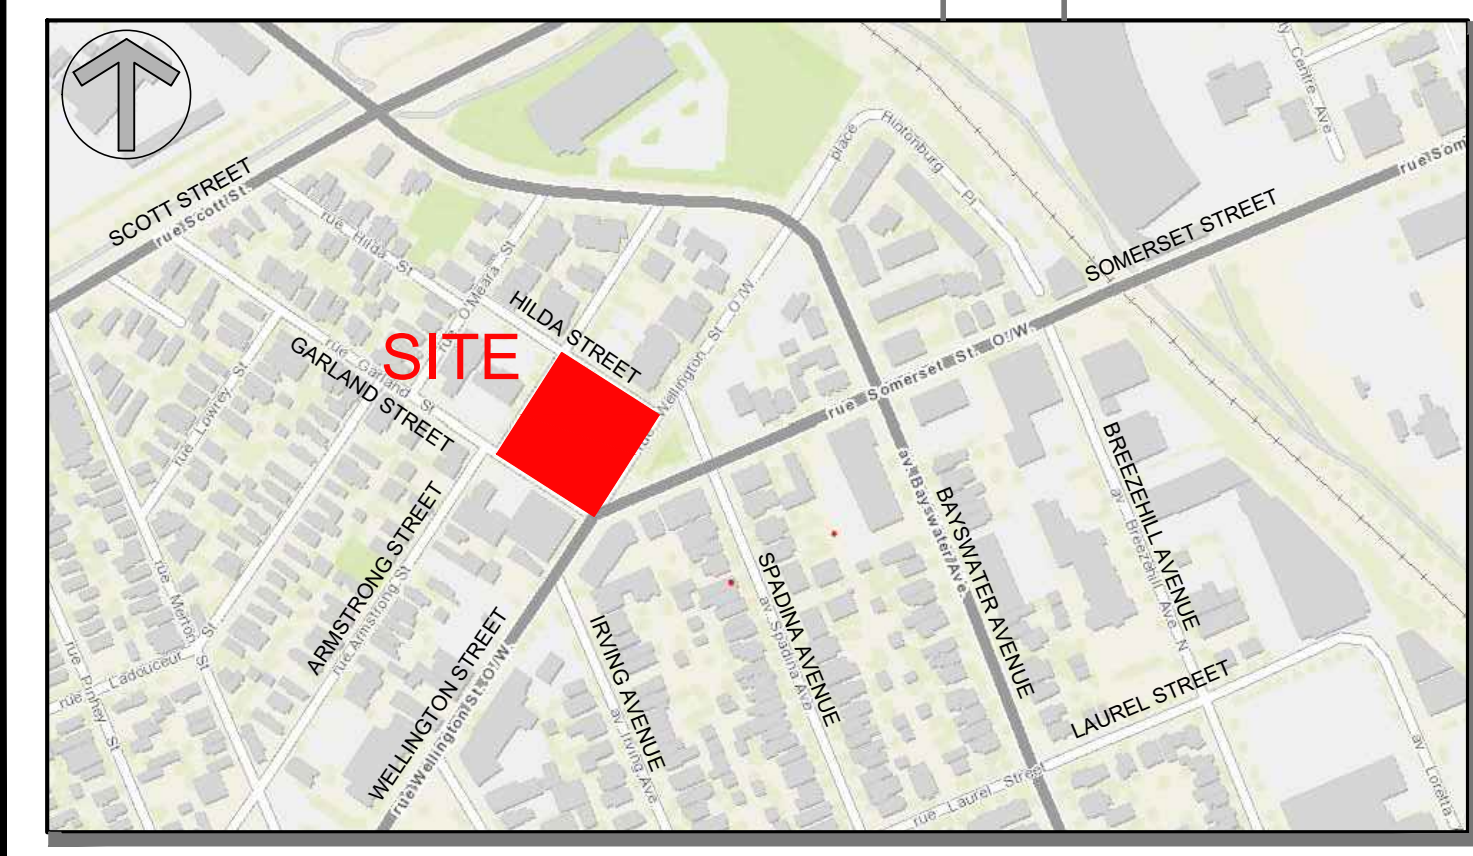 ty Centre Ave
place
Hintonburg Pl
rue Som
SCOTT STREET
rue Scott St
SOMERSET STREET
rue Hilda St
rue O'Meara St
HILDA STREET
Wellington St O/W
rue Somerset St. O/W
SITE
GARLAND STREET
rue Garland St
rue Lowrey St
ARMSTRONG STREET
rue Armstrong St
BREEZEHILL AVENUE
av Breezehill Ave N
BAYSWATER AVENUE
av Bayswater Ave
SPADINA AVENUE
av Spadina Ave
IRVING AVENUE
av Irving Ave
WELLINGTON STREET
rue Wellington St. O/W
rue Merton St
rue Ladouceur St
rue Pinhey St
LAUREL STREET
rue Laurel Street
av Loretta